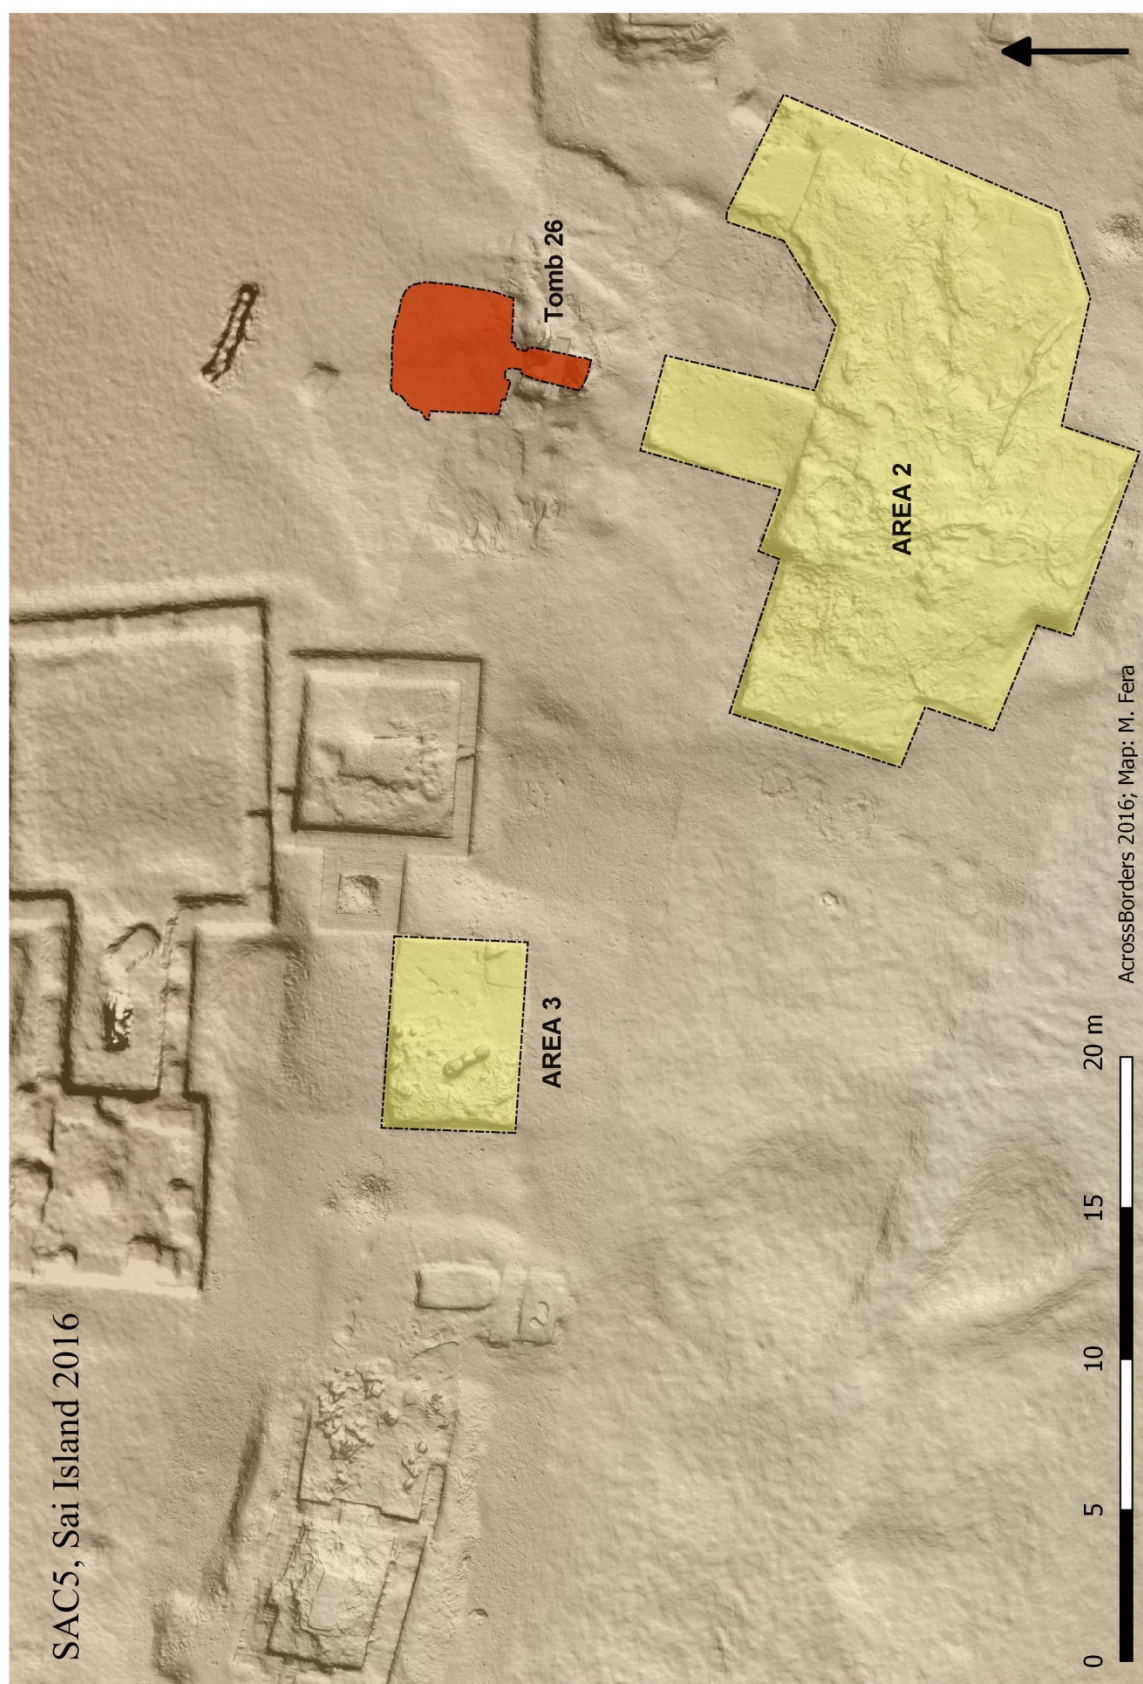 SAC5, Sai Island 2016
Tomb 26
AREA 3
AREA 2
0 5 10 15 20 m
AcrossBorders 2016; Map: M. Fera